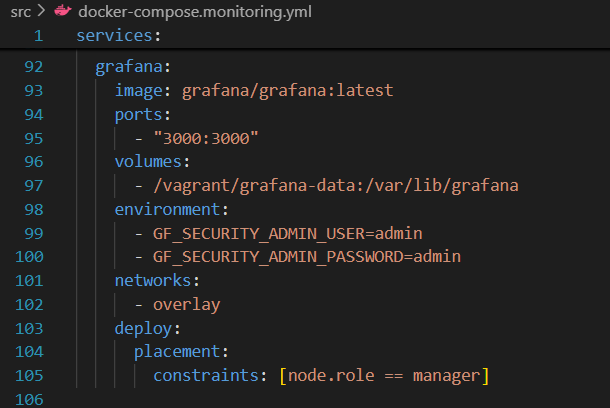 src > docker-compose.monitoring.yml
1 services:
92 grafana:
93 image: grafana/grafana:latest
94 ports:
95 - "3000:3000"
96 volumes:
97 - /vagrant/grafana-data:/var/lib/grafana
98 environment:
99 - GF_SECURITY_ADMIN_USER=admin
100 - GF_SECURITY_ADMIN_PASSWORD=admin
101 networks:
102 - overlay
103 deploy:
104 placement:
105 constraints: [node.role == manager]
106